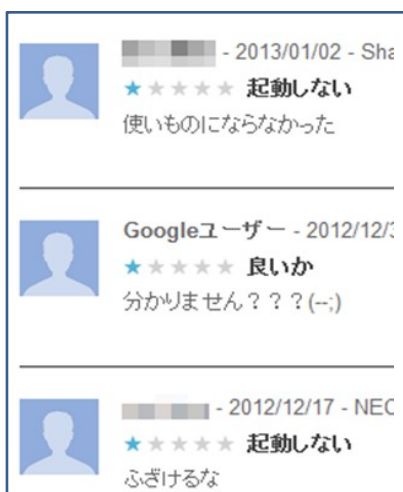 - 2013/01/02 - Sha
起動しない
使いものにならなかった
Googleユーザー - 2012/12/3
良いか
分かりません？？？(--;)
- 2012/12/17 - NEC
起動しない
ふざけるな